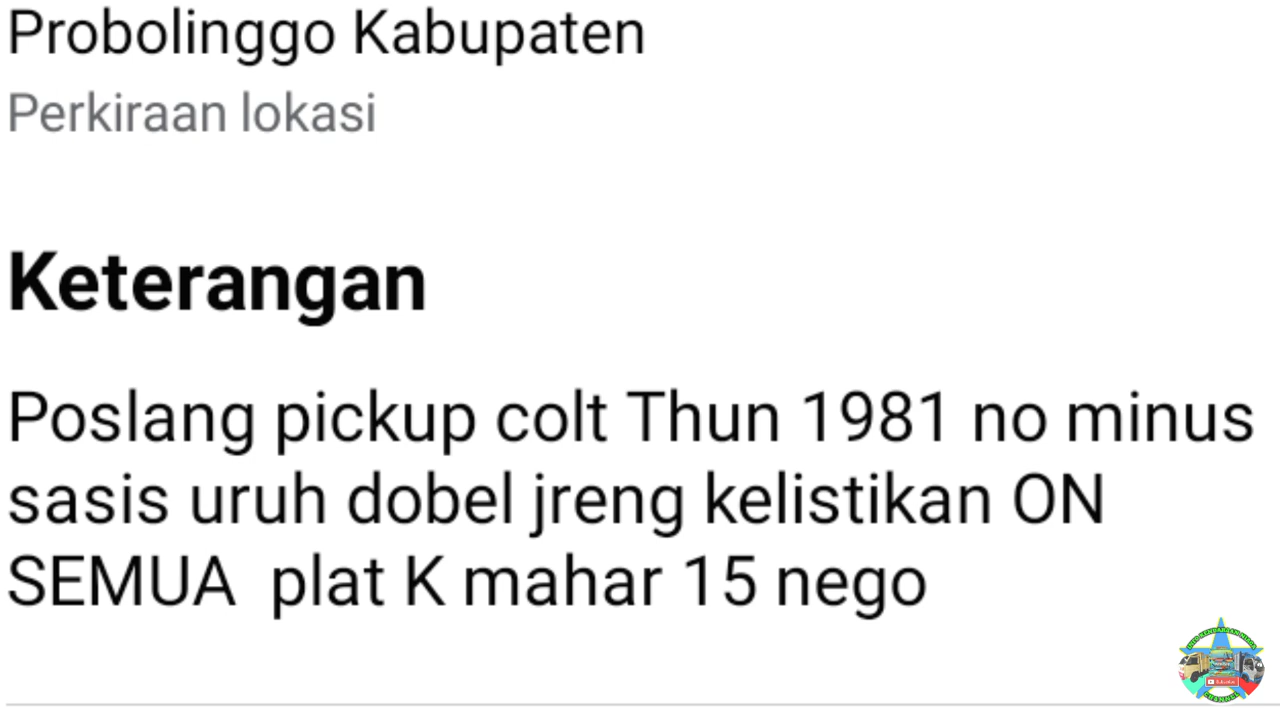 Probolinggo Kabupaten
Perkiraan lokasi
Keterangan
Poslang pickup colt Thun 1981 no minus
sasis uruh dobel jreng kelistikan ON
SEMUA plat K mahar 15 nego
CHANNEL